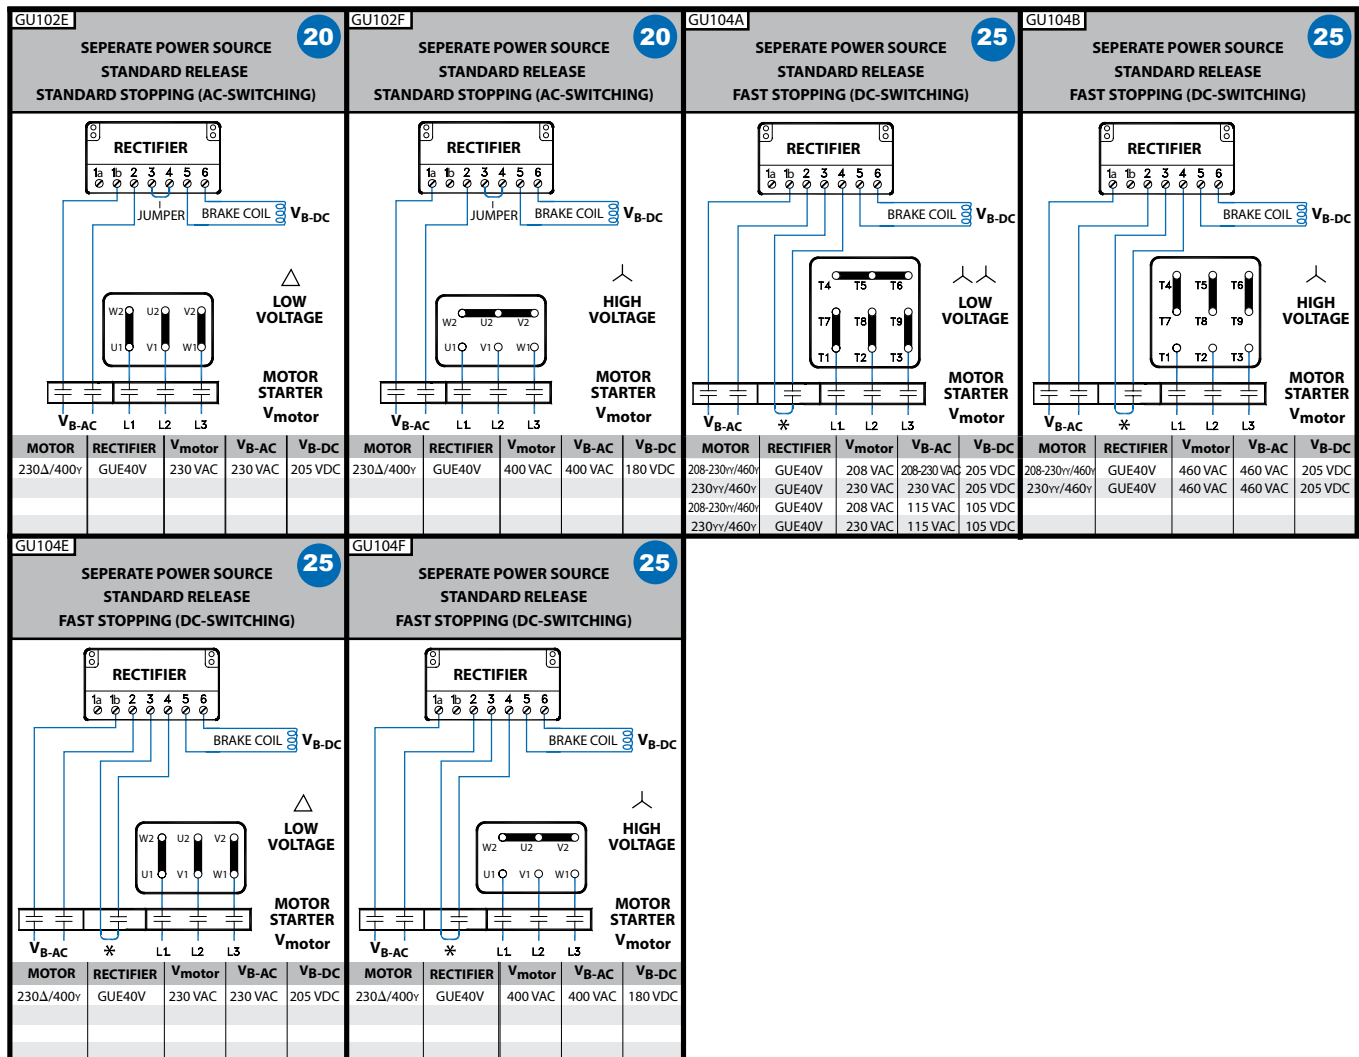 GU102E
20
SEPERATE POWER SOURCE
STANDARD RELEASE
STANDARD STOPPING (AC-SWITCHING)
RECTIFIER
1a 1b 2 3 4 5 6
JUMPER
BRAKE COIL
VB-DC
LOW
VOLTAGE
W2 U2 V2
U1 V1 W1
MOTOR
STARTER
Vmotor
VB-AC L1 L2 L3
MOTOR RECTIFIER Vmotor VB-AC VB-DC
230Δ/400Y GUE40V 230 VAC 230 VAC 205 VDC
GU102F
20
SEPERATE POWER SOURCE
STANDARD RELEASE
STANDARD STOPPING (AC-SWITCHING)
RECTIFIER
1a 1b 2 3 4 5 6
JUMPER
BRAKE COIL
VB-DC
HIGH
VOLTAGE
W2 U2 V2
U1 V1 W1
MOTOR
STARTER
Vmotor
VB-AC L1 L2 L3
MOTOR RECTIFIER Vmotor VB-AC VB-DC
230Δ/400Y GUE40V 400 VAC 400 VAC 180 VDC
GU104A
25
SEPERATE POWER SOURCE
STANDARD RELEASE
FAST STOPPING (DC-SWITCHING)
RECTIFIER
1a 1b 2 3 4 5 6
BRAKE COIL
VB-DC
T4 T5 T6
T7 T8 T9
T1 T2 T3
LOW
VOLTAGE
MOTOR
STARTER
Vmotor
VB-AC * L1 L2 L3
MOTOR RECTIFIER Vmotor VB-AC VB-DC
208-230YY/460Y GUE40V 208 VAC 208-230 VAC 205 VDC
230YY/460Y GUE40V 230 VAC 230 VAC 205 VDC
208-230YY/460Y GUE40V 208 VAC 115 VAC 105 VDC
230YY/460Y GUE40V 230 VAC 115 VAC 105 VDC
GU104B
25
SEPERATE POWER SOURCE
STANDARD RELEASE
FAST STOPPING (DC-SWITCHING)
RECTIFIER
1a 1b 2 3 4 5 6
BRAKE COIL
VB-DC
T4 T5 T6
T7 T8 T9
T1 T2 T3
HIGH
VOLTAGE
MOTOR
STARTER
Vmotor
VB-AC * L1 L2 L3
MOTOR RECTIFIER Vmotor VB-AC VB-DC
208-230YY/460Y GUE40V 460 VAC 460 VAC 205 VDC
230YY/460Y GUE40V 460 VAC 460 VAC 205 VDC
GU104E
25
SEPERATE POWER SOURCE
STANDARD RELEASE
FAST STOPPING (DC-SWITCHING)
RECTIFIER
1a 1b 2 3 4 5 6
BRAKE COIL
VB-DC
LOW
VOLTAGE
W2 U2 V2
U1 V1 W1
MOTOR
STARTER
Vmotor
VB-AC * L1 L2 L3
MOTOR RECTIFIER Vmotor VB-AC VB-DC
230Δ/400Y GUE40V 230 VAC 230 VAC 205 VDC
GU104F
25
SEPERATE POWER SOURCE
STANDARD RELEASE
FAST STOPPING (DC-SWITCHING)
RECTIFIER
1a 1b 2 3 4 5 6
BRAKE COIL
VB-DC
HIGH
VOLTAGE
W2 U2 V2
U1 V1 W1
MOTOR
STARTER
Vmotor
VB-AC * L1 L2 L3
MOTOR RECTIFIER Vmotor VB-AC VB-DC
230Δ/400Y GUE40V 400 VAC 400 VAC 180 VDC